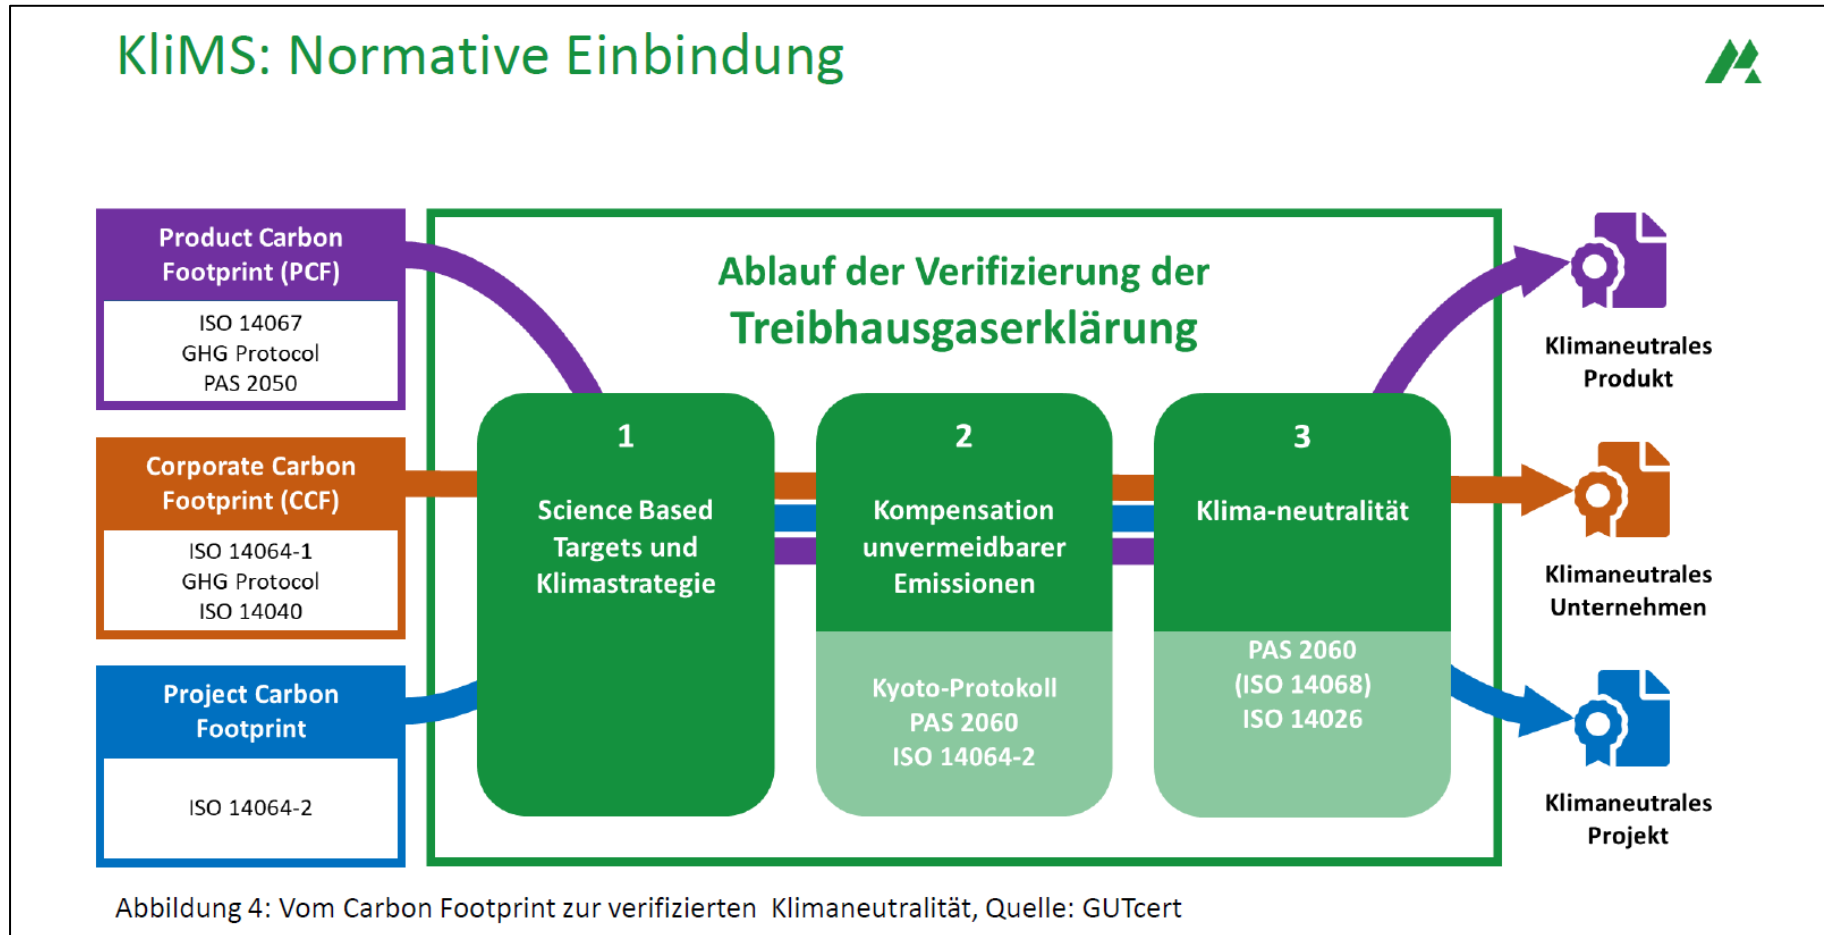 KliMS: Normative Einbindung
Product Carbon
Footprint (PCF)
ISO 14067
GHG Protocol
PAS 2050
Corporate Carbon
Footprint (CCF)
ISO 14064-1
GHG Protocol
ISO 14040
Project Carbon
Footprint
ISO 14064-2
Ablauf der Verifizierung der
Treibhausgaserklärung
1
Science Based
Targets und
Klimastrategie
2
Kompensation
unvermeidbarer
Emissionen
Kyoto-Protokoll
PAS 2060
ISO 14064-2
3
Klima-neutralität
PAS 2060
(ISO 14068)
ISO 14026
Klimaneutrales
Produkt
Klimaneutrales
Unternehmen
Klimaneutrales
Projekt
Abbildung 4: Vom Carbon Footprint zur verifizierten Klimaneutralität, Quelle: GUTcert